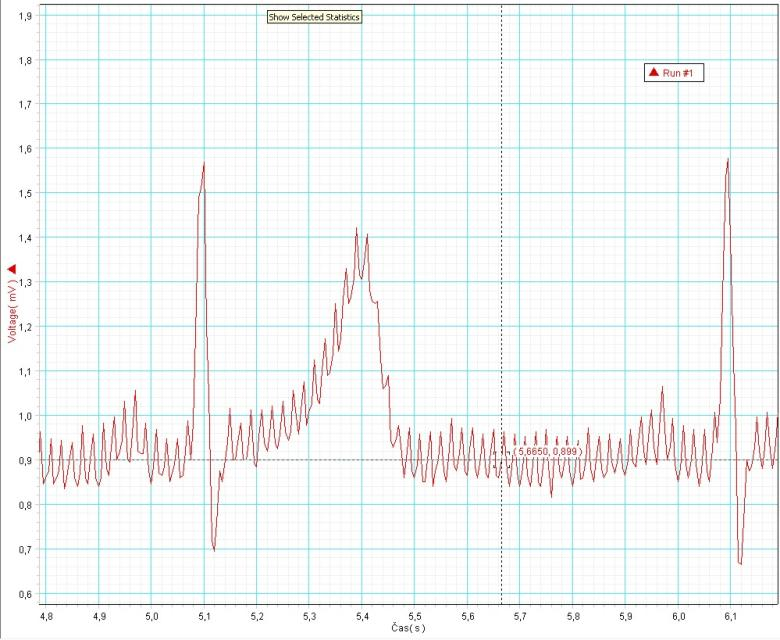 Show Selected Statistics
Run #1
1,9
1,8
1,7
1,6
1,5
1,4
1,3
1,2
1,1
1,0
0,9
0,8
0,7
0,6
Voltage( mV )
( 5,6650, 0,899 )
4,8 4,9 5,0 5,1 5,2 5,3 5,4 5,5 5,6 5,7 5,8 5,9 6,0 6,1
Čas( s )